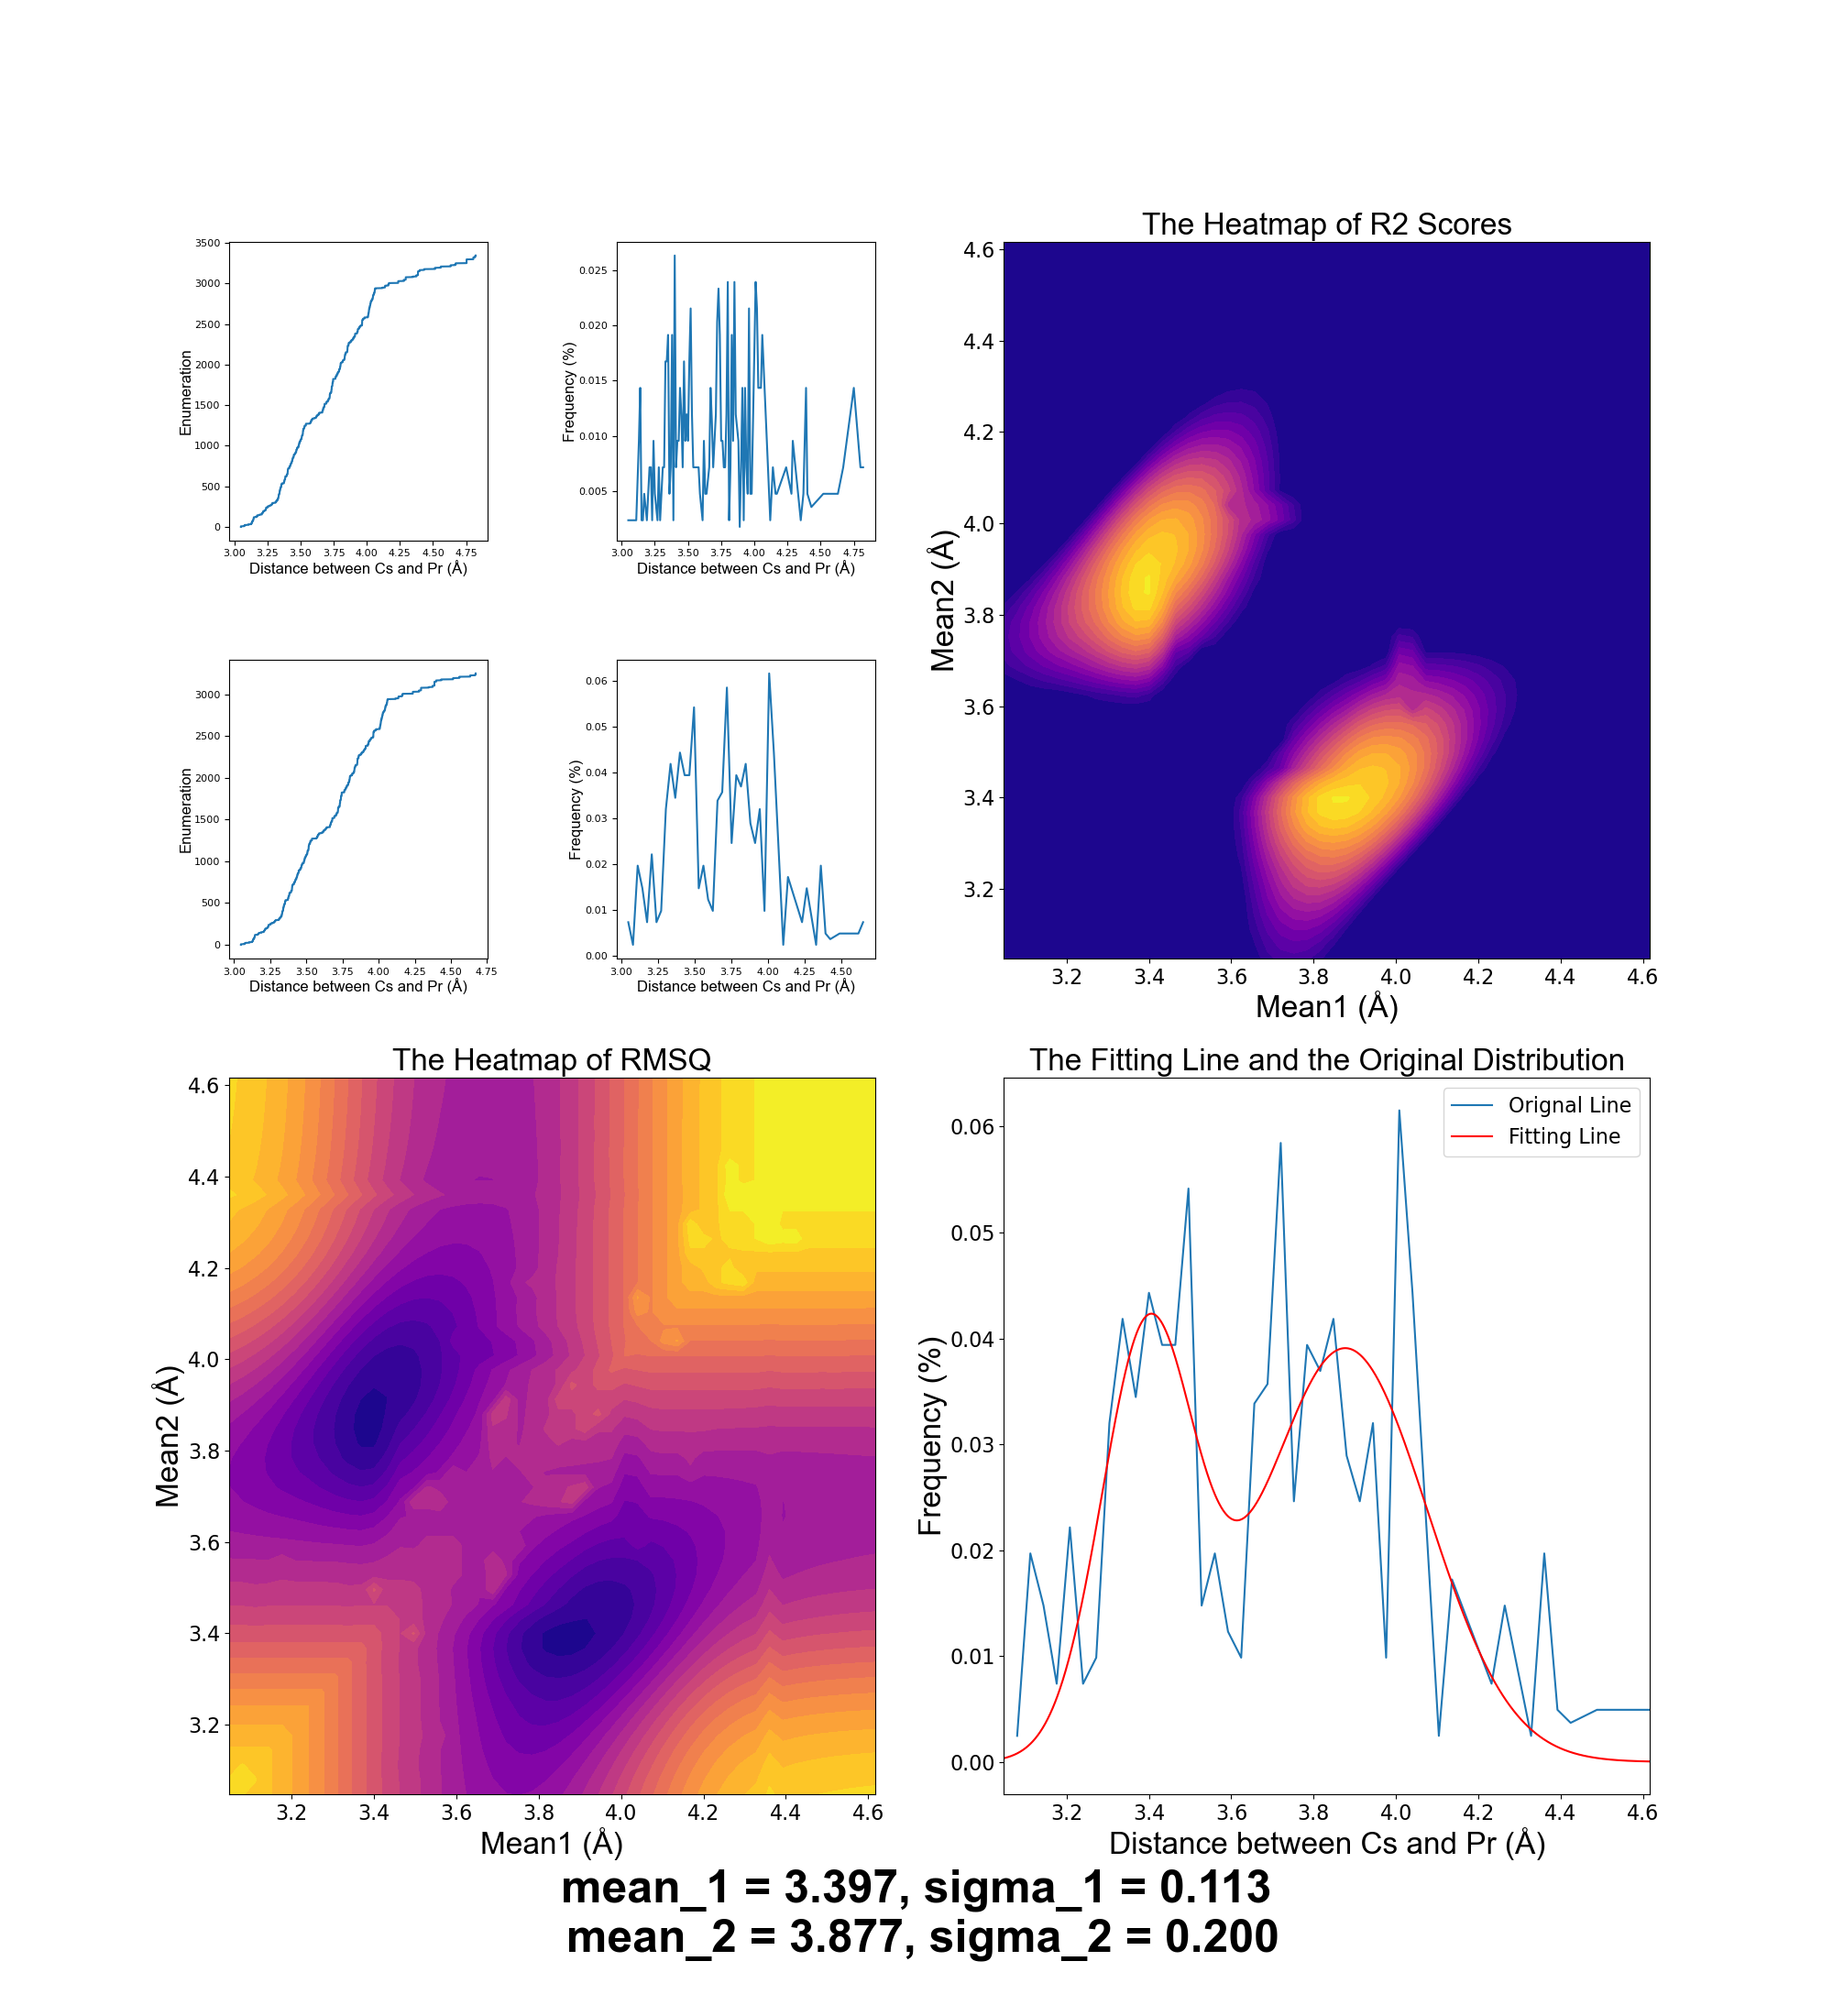 The Heatmap of R2 Scores
3500
3000
2500
2000
1500
1000
500
0
Enumeration
3.00 3.25 3.50 3.75 4.00 4.25 4.50 4.75
Distance between Cs and Pr (Å)
0.025
0.020
0.015
0.010
0.005
Frequency (%)
3.00 3.25 3.50 3.75 4.00 4.25 4.50 4.75
Distance between Cs and Pr (Å)
4.6
4.4
4.2
4.0
3.8
3.6
3.4
3.2
Mean2 (Å)
3.2 3.4 3.6 3.8 4.0 4.2 4.4 4.6
Mean1 (Å)
3000
2500
2000
1500
1000
500
0
Enumeration
3.00 3.25 3.50 3.75 4.00 4.25 4.50 4.75
Distance between Cs and Pr (Å)
0.06
0.05
0.04
0.03
0.02
0.01
0.00
Frequency (%)
3.00 3.25 3.50 3.75 4.00 4.25 4.50
Distance between Cs and Pr (Å)
The Heatmap of RMSQ
4.6
4.4
4.2
4.0
3.8
3.6
3.4
3.2
Mean2 (Å)
3.2 3.4 3.6 3.8 4.0 4.2 4.4 4.6
Mean1 (Å)
The Fitting Line and the Original Distribution
Orignal Line
Fitting Line
0.06
0.05
0.04
0.03
0.02
0.01
0.00
Frequency (%)
3.2 3.4 3.6 3.8 4.0 4.2 4.4 4.6
Distance between Cs and Pr (Å)
mean_1 = 3.397, sigma_1 = 0.113
mean_2 = 3.877, sigma_2 = 0.200